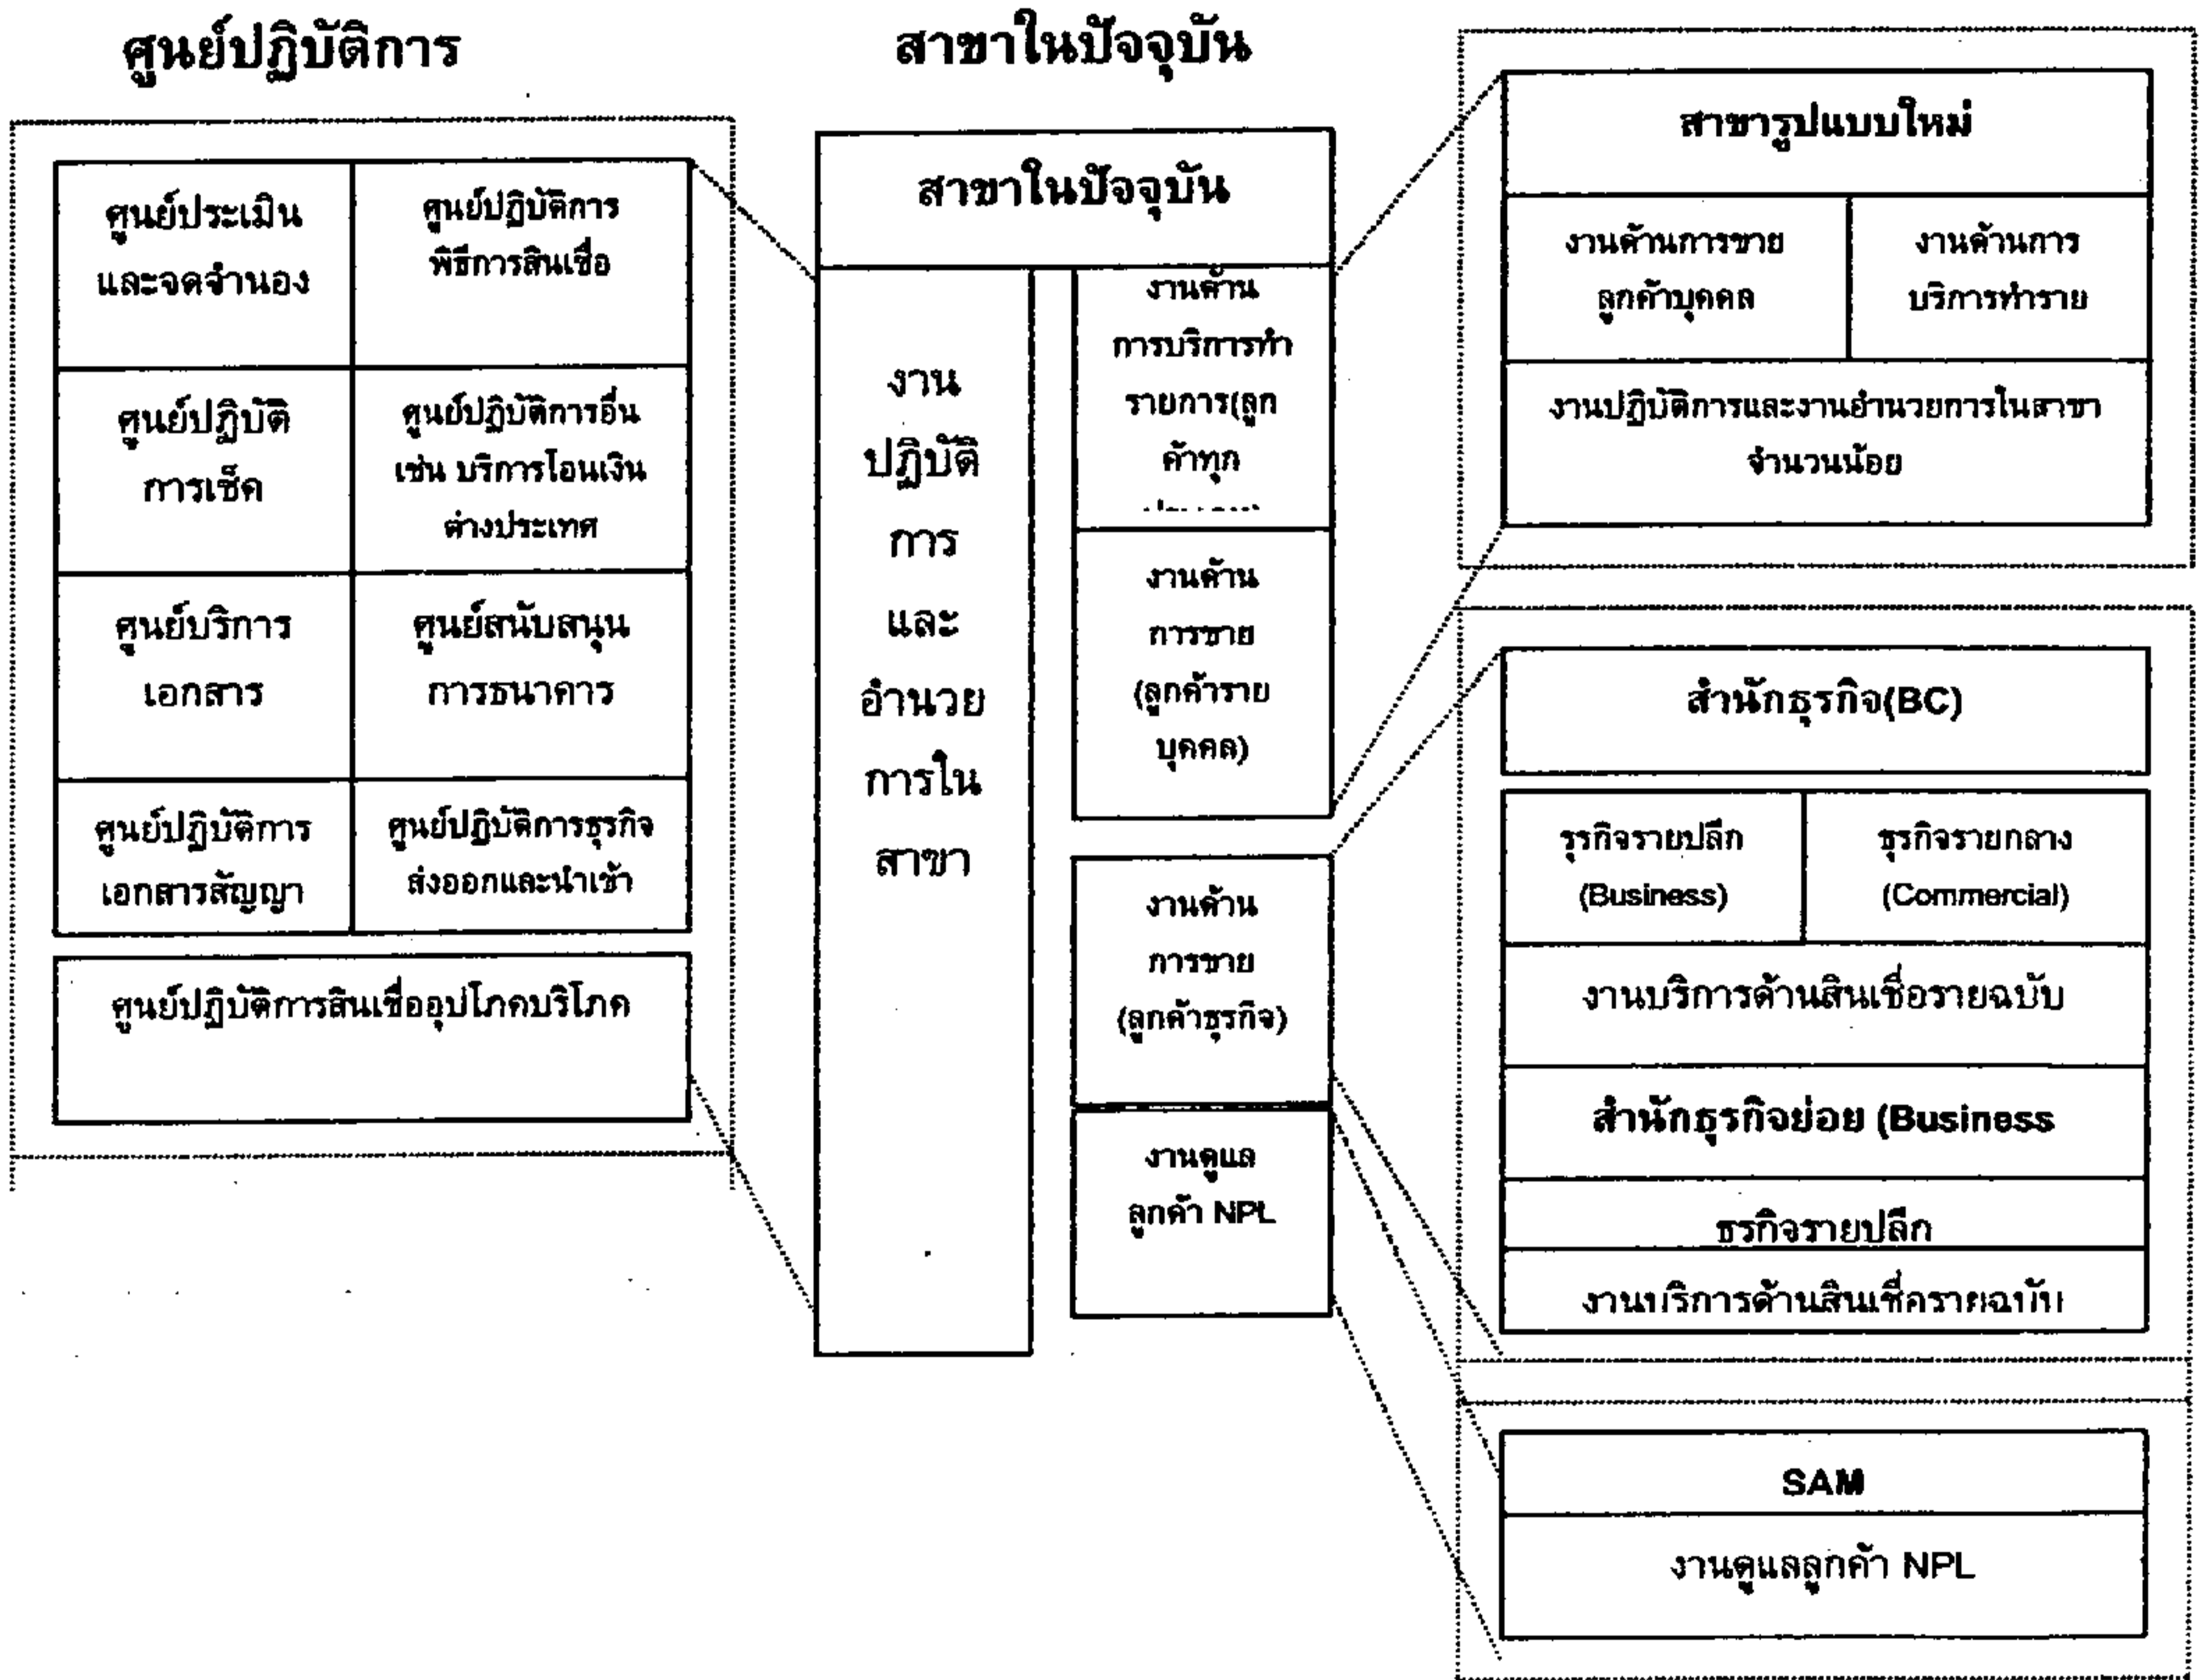 ศูนย์ปฏิบัติการ
ศูนย์ประเมิน
และจดจำนอง
ศูนย์ปฏิบัติการ
พิธีการสินเชื่อ
ศูนย์ปฏิบัติ
การเช็ค
ศูนย์ปฏิบัติการอื่น
เช่น บริการโอนเงิน
ต่างประเทศ
ศูนย์บริการ
เอกสาร
ศูนย์สนับสนุน
การธนาคาร
ศูนย์ปฏิบัติการ
เอกสารสัญญา
ศูนย์ปฏิบัติการธุรกิจ
ส่งออกและนำเข้า
ศูนย์ปฏิบัติการสินเชื่ออุปโภคบริโภค
สาขาในปัจจุบัน
สาขาในปัจจุบัน
งาน
ปฏิบัติ
การ
และ
อำนวย
การใน
สาขา
งานด้าน
การบริการทำ
รายการ(ลูก
ค้าทุก
งานด้าน
การขาย
(ลูกค้าราย
บุคคล)
งานด้าน
การขาย
(ลูกค้าธุรกิจ)
งานดูแล
ลูกค้า NPL
สาขารูปแบบใหม่
งานด้านการขาย
ลูกค้าบุคคล
งานด้านการ
บริการทำราย
งานปฏิบัติการและงานอำนวยการในสาขา
จำนวนน้อย
สำนักธุรกิจ(BC)
ธุรกิจรายปลีก
(Business)
ธุรกิจรายกลาง
(Commercial)
งานบริการด้านสินเชื่อรายฉบับ
สำนักธุรกิจย่อย (Business
ธุรกิจรายปลีก
งานบริการด้านสินเชื่อรายฉบับ
SAM
งานดูแลลูกค้า NPL